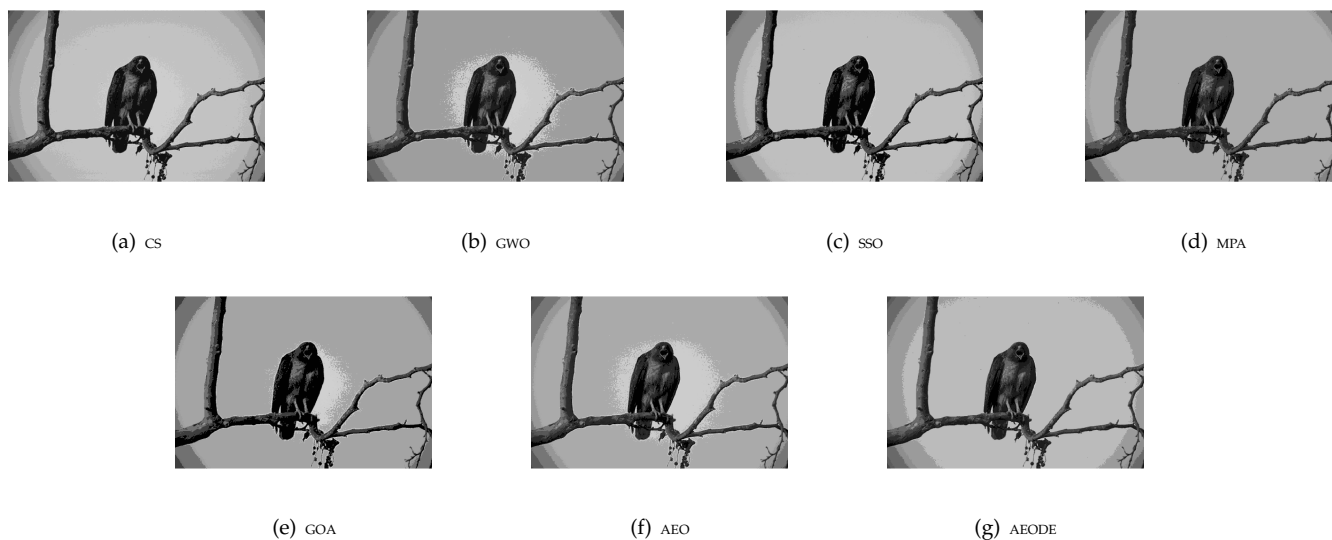 (a) CS
(b) GWO
(c) SSO
(d) MPA
(e) GOA
(f) AEO
(g) AEODE